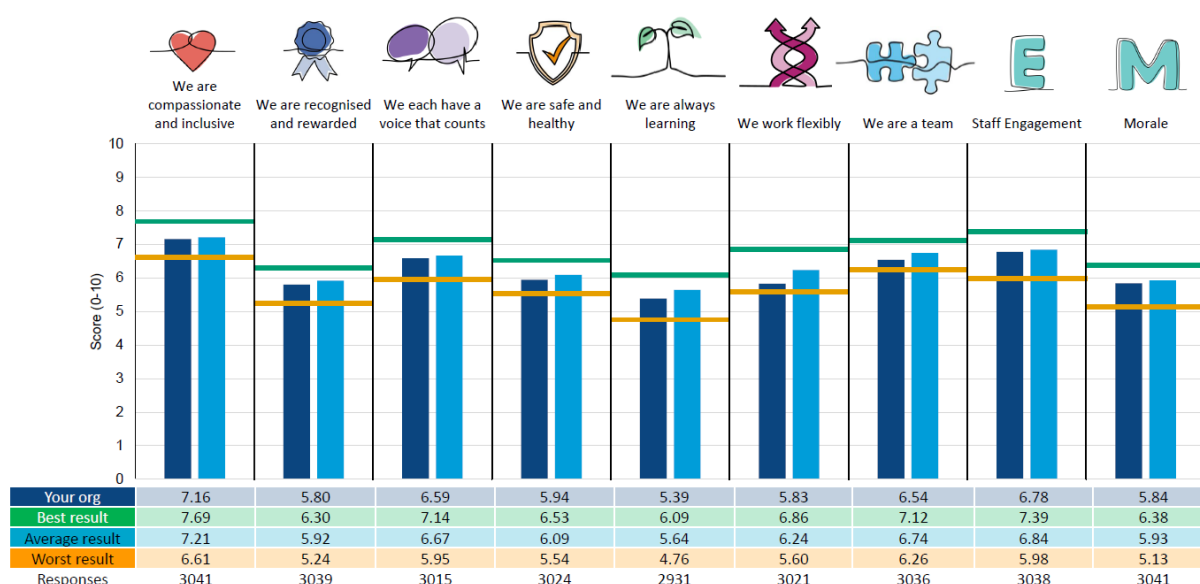 We are
compassionate
and inclusive
We are recognised
and rewarded
We each have a
voice that counts
We are safe and
healthy
We are always
learning
We work flexibly
We are a team
E
Staff Engagement
M
Morale
Score (0-10)
10
9
8
7
6
5
4
3
2
1
0
Your org 7.16 5.80 6.59 5.94 5.39 5.83 6.54 6.78 5.84
Best result 7.69 6.30 7.14 6.53 6.09 6.86 7.12 7.39 6.38
Average result 7.21 5.92 6.67 6.09 5.64 6.24 6.74 6.84 5.93
Worst result 6.61 5.24 5.95 5.54 4.76 5.60 6.26 5.98 5.13
Responses 3041 3039 3015 3024 2931 3021 3036 3038 3041